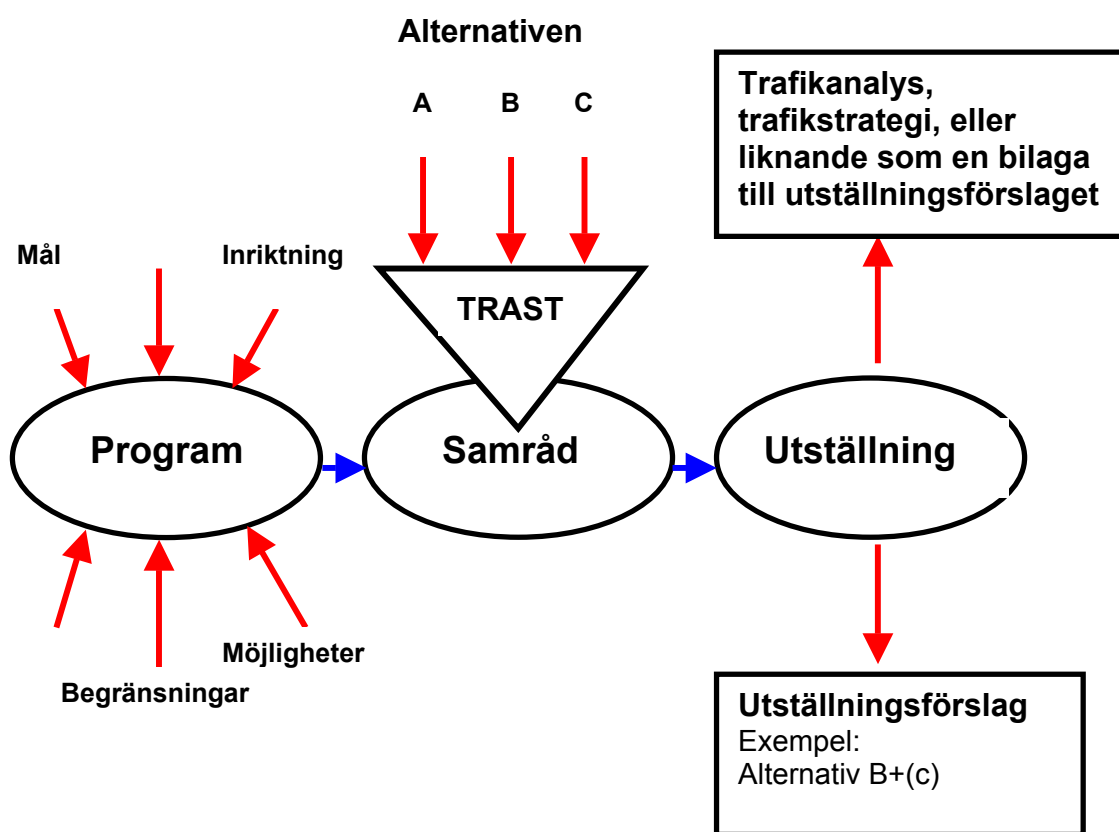 Alternativen
A B C
Trafikanalys,
trafikstrategi, eller
liknande som en bilaga
till utställningsförslaget
Mål
Inriktning
TRAST
Program
Samråd
Utställning
Möjligheter
Begränsningar
Utställningsförslag
Exempel:
Alternativ B+(c)